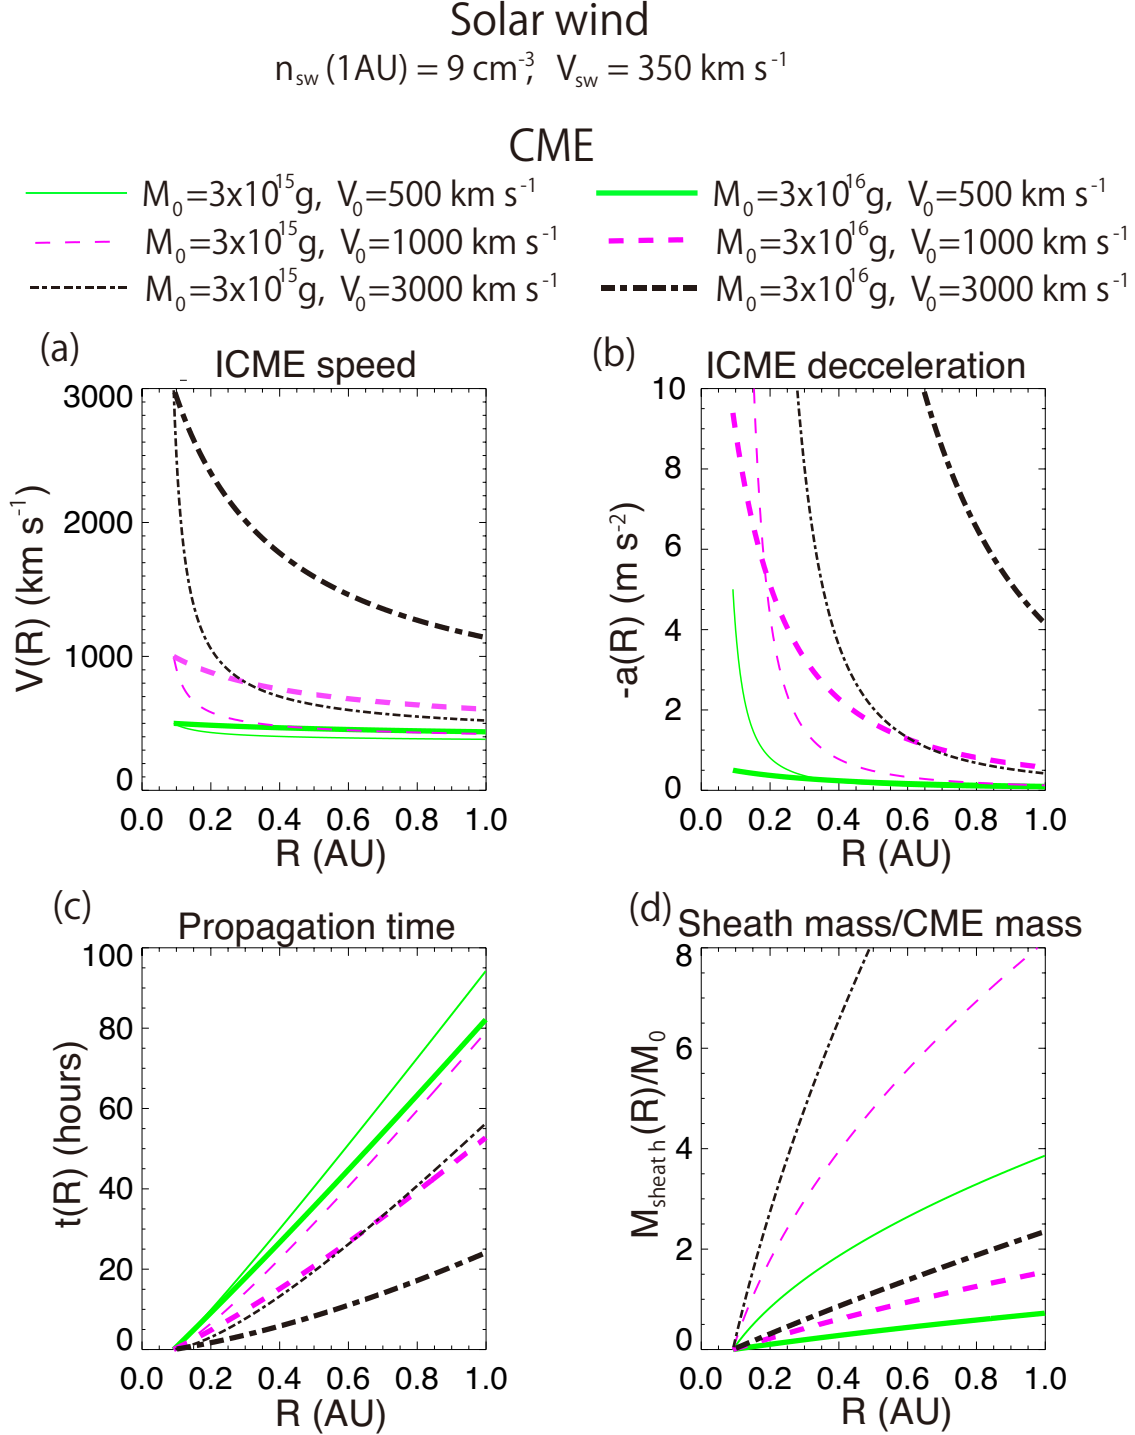 Solar wind
n_sw (1AU) = 9 cm^-3; V_sw = 350 km s^-1
CME
M_0=3x10^15g, V_0=500 km s^-1
M_0=3x10^16g, V_0=500 km s^-1
M_0=3x10^15g, V_0=1000 km s^-1
M_0=3x10^16g, V_0=1000 km s^-1
M_0=3x10^15g, V_0=3000 km s^-1
M_0=3x10^16g, V_0=3000 km s^-1
(a)
ICME speed
3000
2000
1000
0
V(R) (km s^-1)
0.0 0.2 0.4 0.6 0.8 1.0
R (AU)
(b)
ICME decceleration
10
8
6
4
2
0
-a(R) (m s^-2)
0.0 0.2 0.4 0.6 0.8 1.0
R (AU)
(c)
Propagation time
100
80
60
40
20
0
t(R) (hours)
0.0 0.2 0.4 0.6 0.8 1.0
R (AU)
(d)
Sheath mass/CME mass
8
6
4
2
0
M_sheat h(R)/M_0
0.0 0.2 0.4 0.6 0.8 1.0
R (AU)